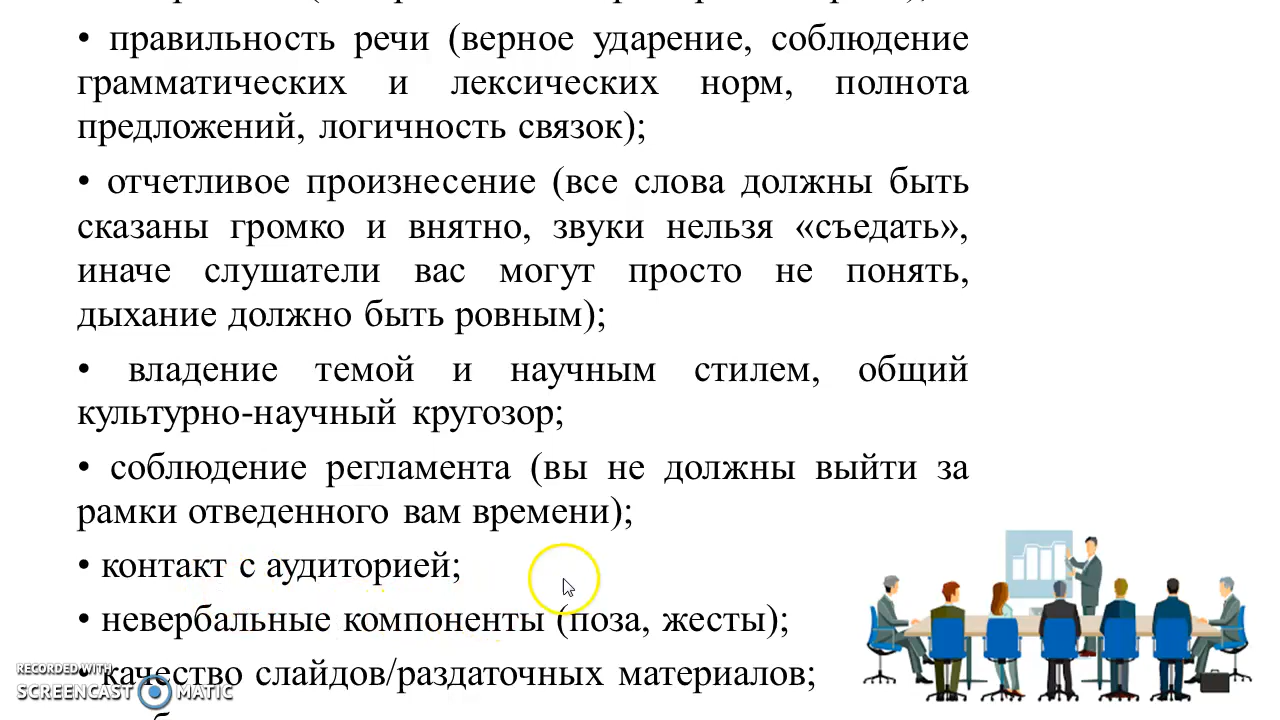 • правильность речи (верное ударение, соблюдение
грамматических и лексических норм, полнота
предложений, логичность связок);
• отчетливое произнесение (все слова должны быть
сказаны громко и внятно, звуки нельзя «съедать»,
иначе слушатели вас могут просто не понять,
дыхание должно быть ровным);
• владение темой и научным стилем, общий
культурно-научный кругозор;
• соблюдение регламента (вы не должны выйти за
рамки отведенного вам времени);
• контакт с аудиторией;
• невербальные компоненты (поза, жесты);
• качество слайдов/раздаточных материалов;
RECORDED WITH
SCREENCAST MATIC